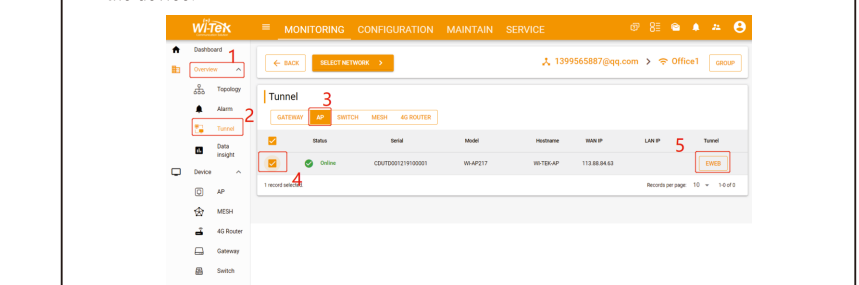 Wi-Tek
MONITORING CONFIGURATION MAINTAIN SERVICE
Dashboard
1
Overview
← BACK SELECT NETWORK > 1399565887@qq.com > Office1 GROUP
Topology
Tunnel
3
Alarm
2
GATEWAY AP SWITCH MESH 4G ROUTER
Tunnel
Status Serial Model Hostname WAN IP LAN IP Tunnel
5
Data
insight
Online CDUTD001219100001 WI-AP217 WI-TEK-AP 113.88.84.63 EWEB
4
Device
1 record selected. Records per page: 10 1-0 of 0
AP
MESH
4G Router
Gateway
Switch